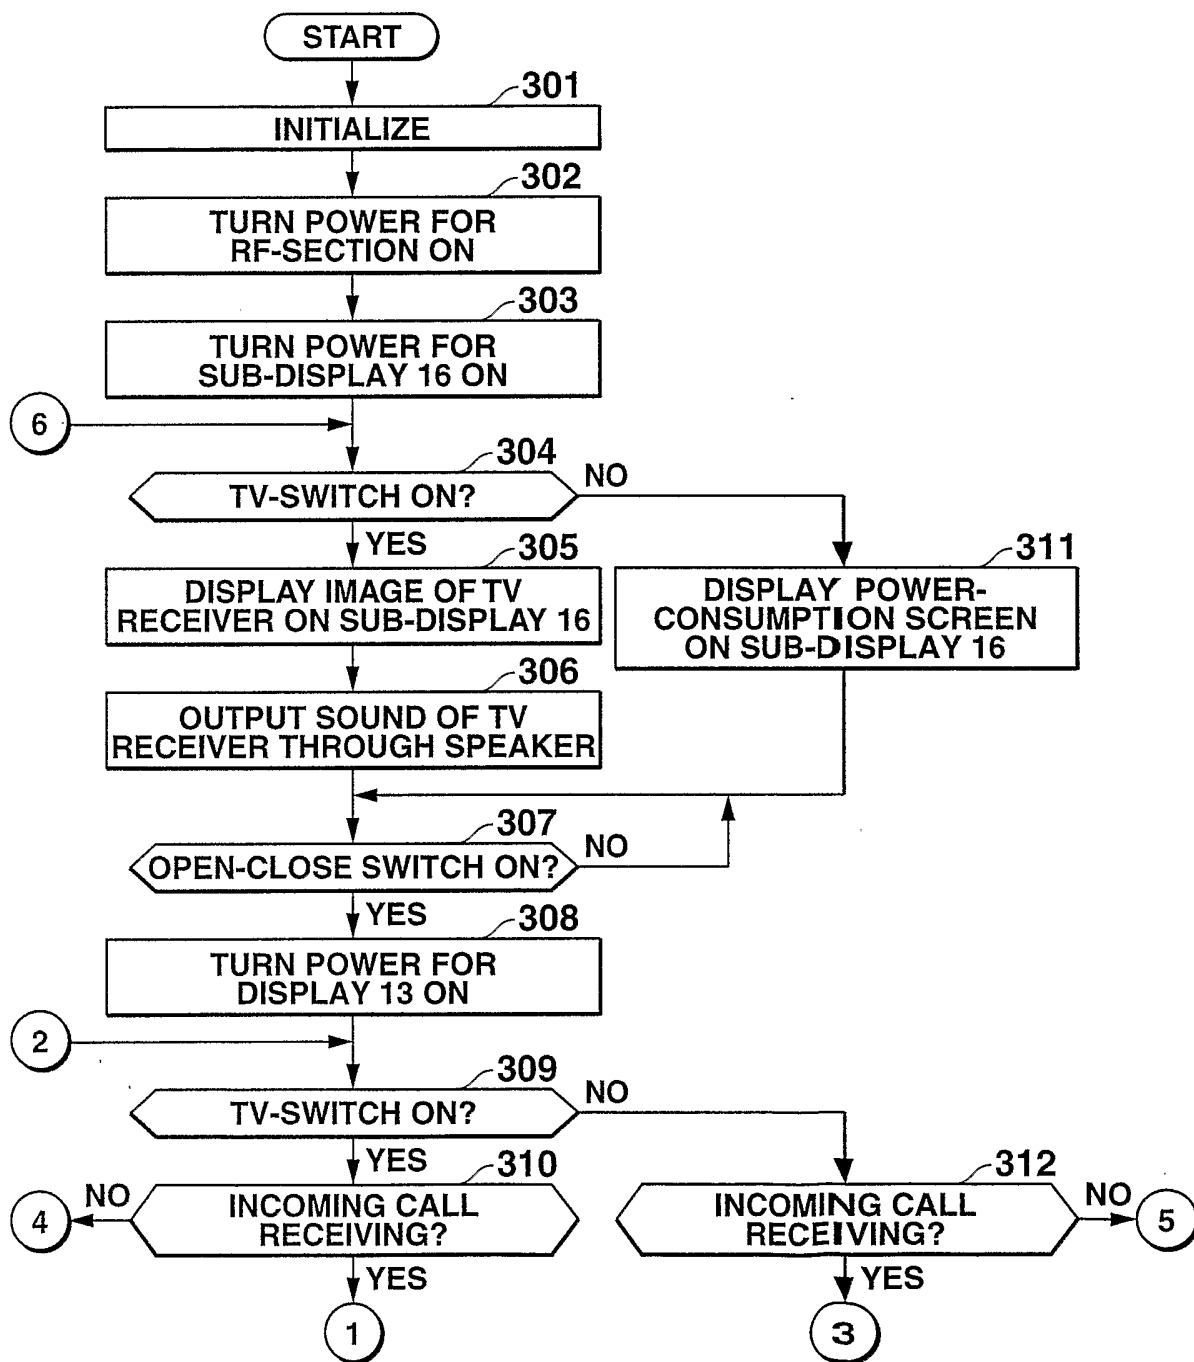 START
301
INITIALIZE
302
TURN POWER FOR
RF-SECTION ON
303
TURN POWER FOR
SUB-DISPLAY 16 ON
6
304
TV-SWITCH ON?
NO
YES
305
DISPLAY IMAGE OF TV
RECEIVER ON SUB-DISPLAY 16
311
DISPLAY POWER-
CONSUMPTION SCREEN
ON SUB-DISPLAY 16
306
OUTPUT SOUND OF TV
RECEIVER THROUGH SPEAKER
307
OPEN-CLOSE SWITCH ON?
NO
YES
308
TURN POWER FOR
DISPLAY 13 ON
2
309
TV-SWITCH ON?
NO
YES
310
INCOMING CALL
RECEIVING?
NO
4
YES
1
312
INCOMING CALL
RECEIVING?
NO
5
YES
3